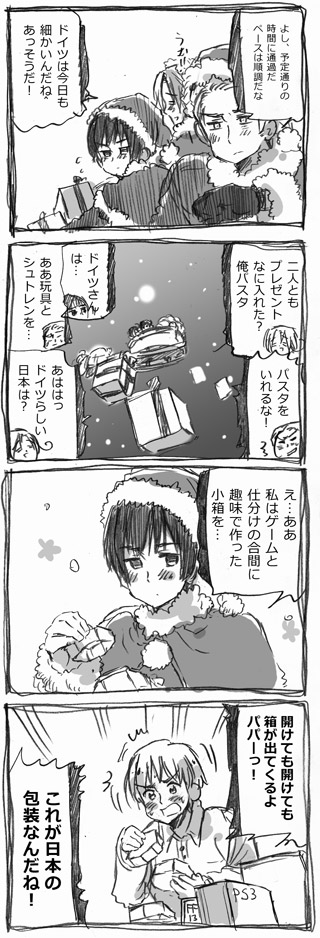 よし、予定通りの
時間に通過だ
ペースは順調だな
ドイツは今日も
細かいんだね〜
あっそうだ!
二人とも
プレゼント
なに入れた?
俺パスタ
パスタを
いれるな!
ドイツさん
は…
ああ玩具と
シュトレンを…
あははっ
ドイツらしい
日本は?
え…ああ
私はゲームと
仕分けの合間に
趣味で作った
小箱を…
開けても開けても
箱が出てくるよ
パパーっ!
これが日本の
包装なんだね!
PS3
FF
13